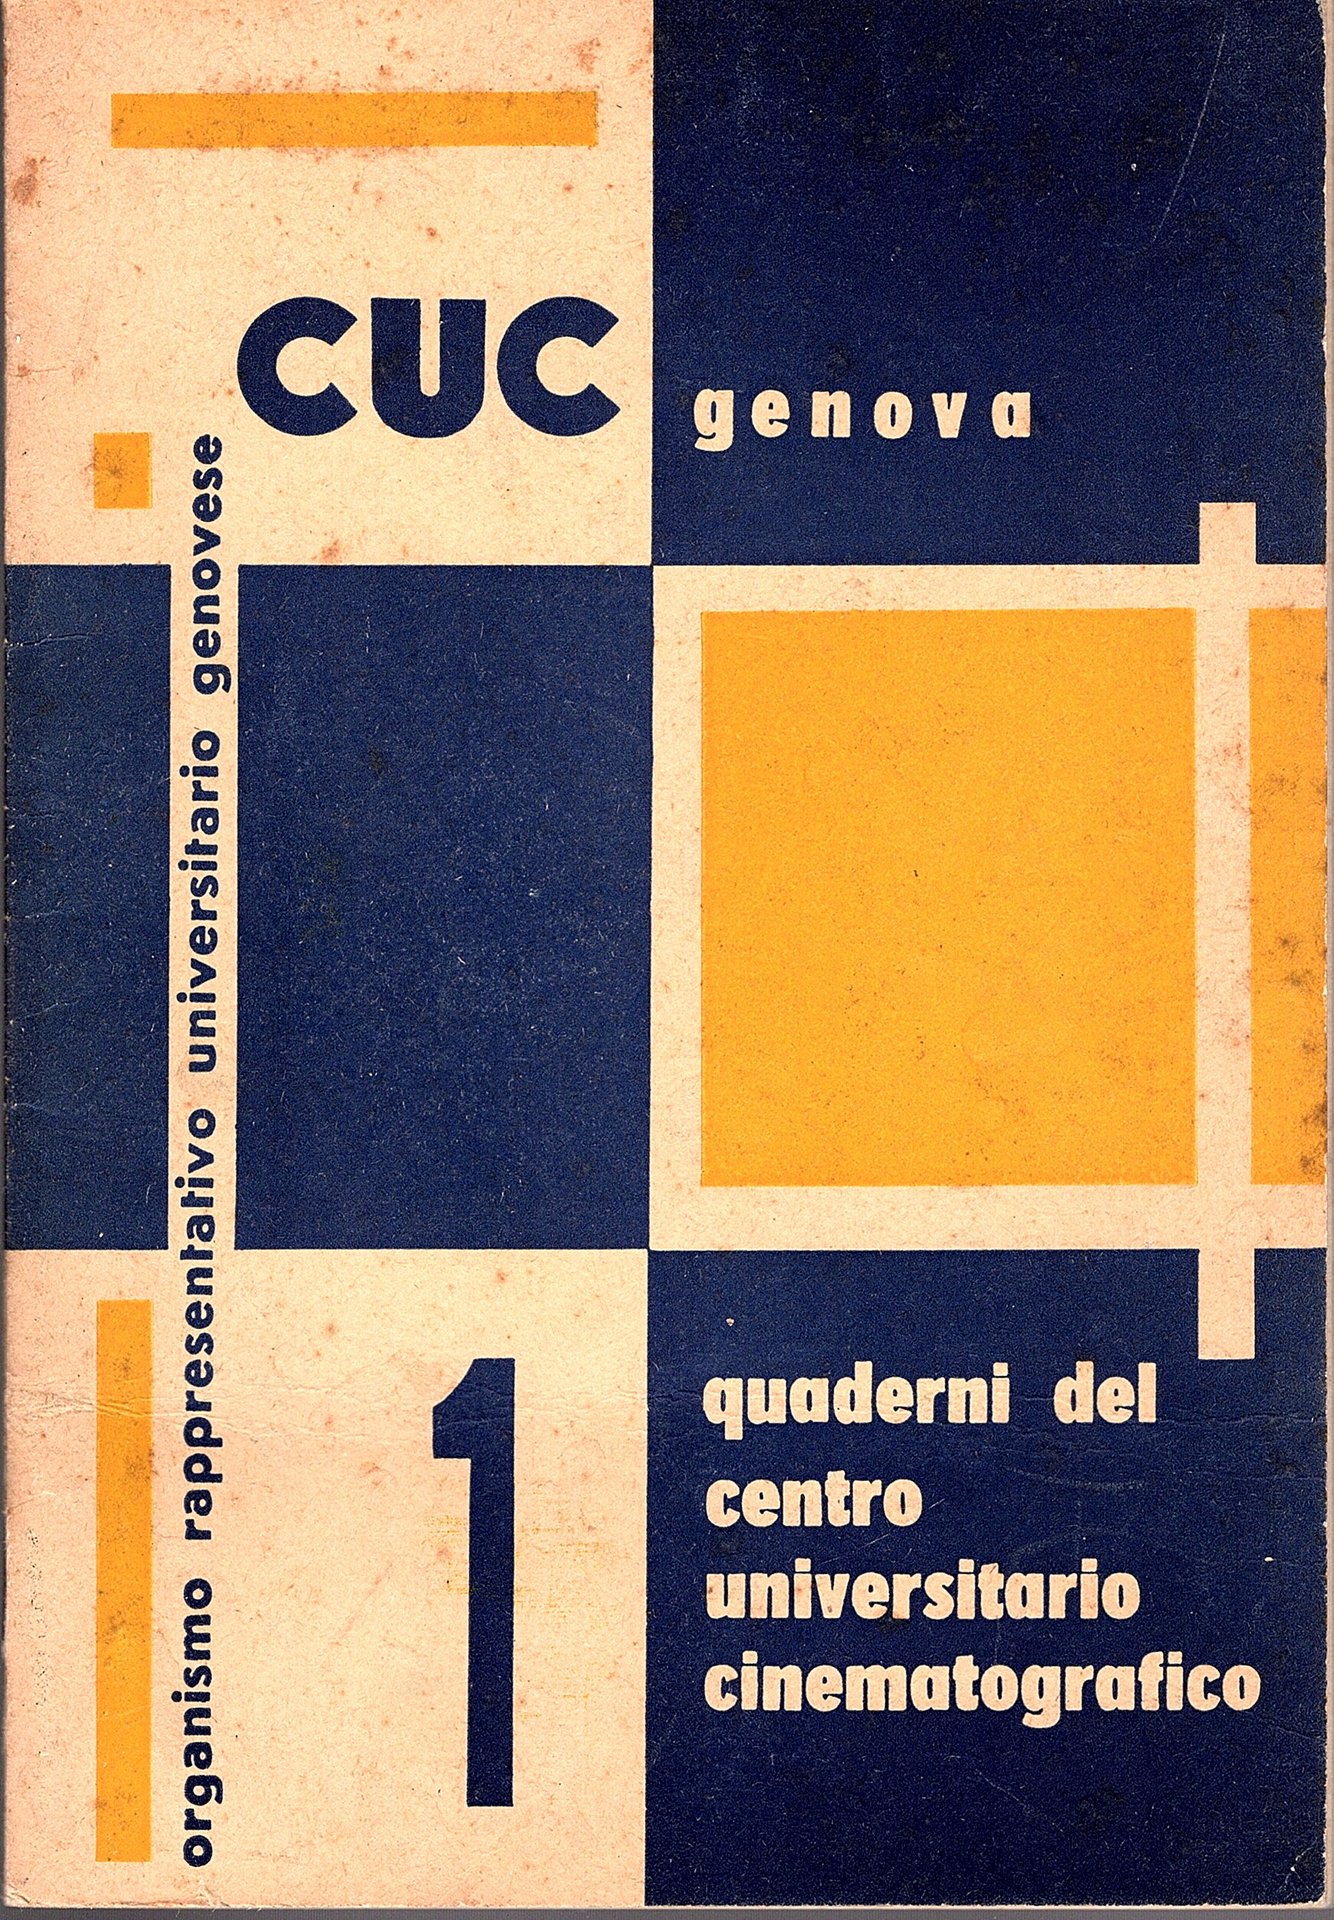 cuc
genova
organismo rappresentativo universitario genovese
1
quaderni del
centro
universitario
cinematografico